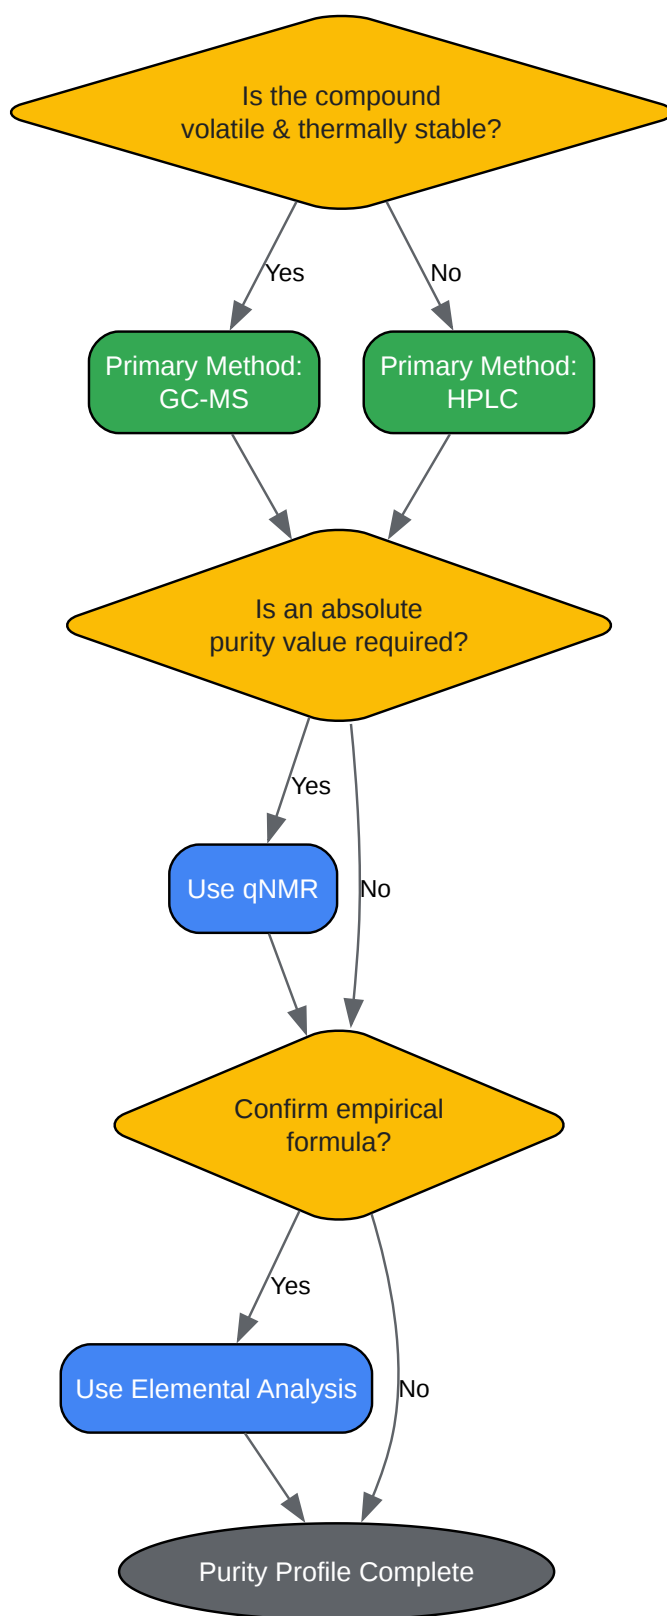 Is the compound
volatile & thermally stable?
Yes
No
Primary Method:
GC-MS
Primary Method:
HPLC
Is an absolute
purity value required?
Yes
Use qNMR
No
Confirm empirical
formula?
Yes
Use Elemental Analysis
No
Purity Profile Complete